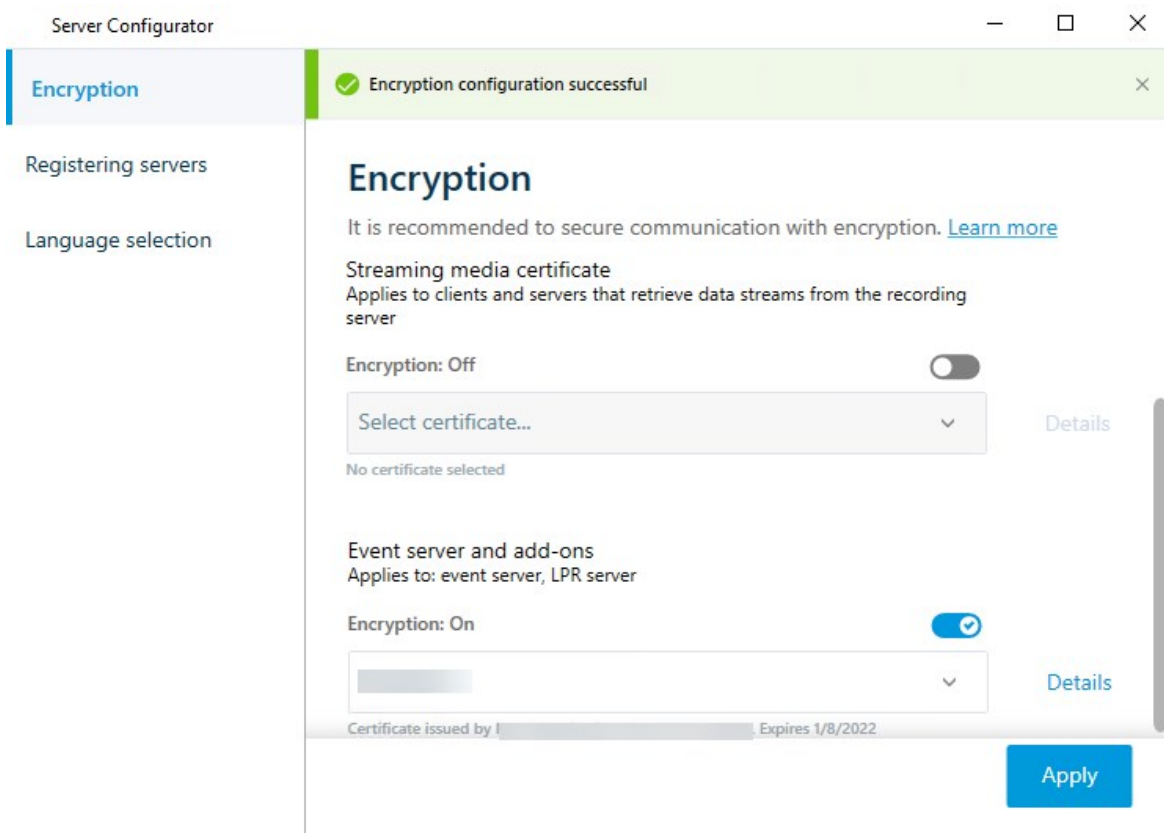 Server Configurator
Encryption
Registering servers
Language selection
Encryption configuration successful
Encryption
It is recommended to secure communication with encryption. Learn more
Streaming media certificate
Applies to clients and servers that retrieve data streams from the recording
server
Encryption: Off
Select certificate...
Details
No certificate selected
Event server and add-ons
Applies to: event server, LPR server
Encryption: On
Details
Certificate issued by . Expires 1/8/2022
Apply